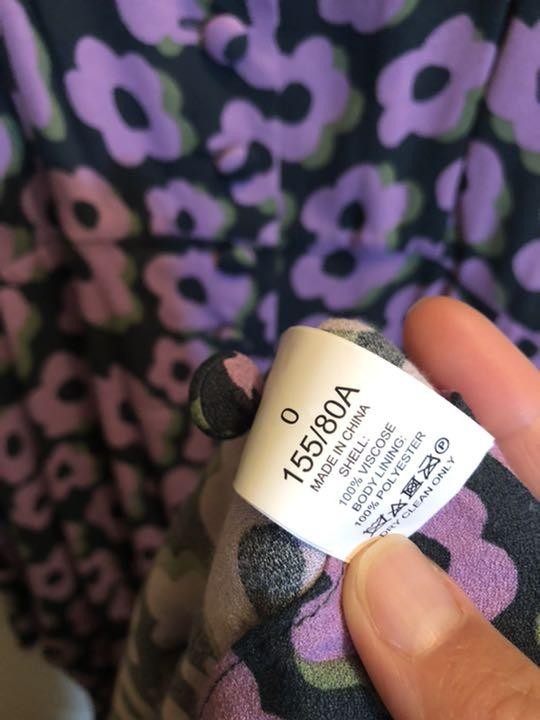 0
155/80A
MADE IN CHINA
SHELL:
100% VISCOSE
BODY LINING:
100% POLYESTER
DRY CLEAN ONLY